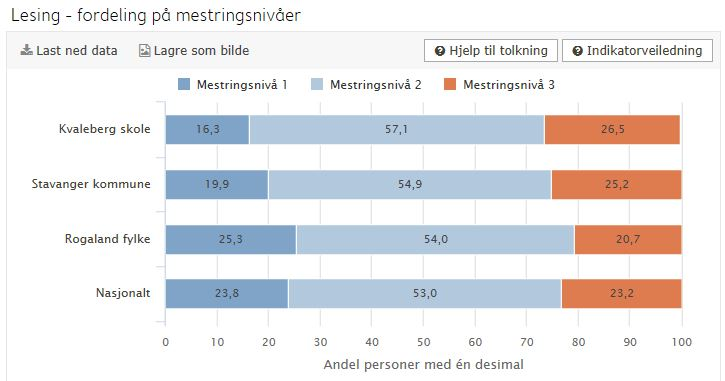 Lesing - fordeling på mestringsnivåer
Last ned data Lagre som bilde Hjelp til tolkning Indikatorveiledning
Mestringsnivå 1 Mestringsnivå 2 Mestringsnivå 3
Kvaleberg skole 16,3 57,1 26,5
Stavanger kommune 19,9 54,9 25,2
Rogaland fylke 25,3 54,0 20,7
Nasjonalt 23,8 53,0 23,2
0 10 20 30 40 50 60 70 80 90 100
Andel personer med én desimal